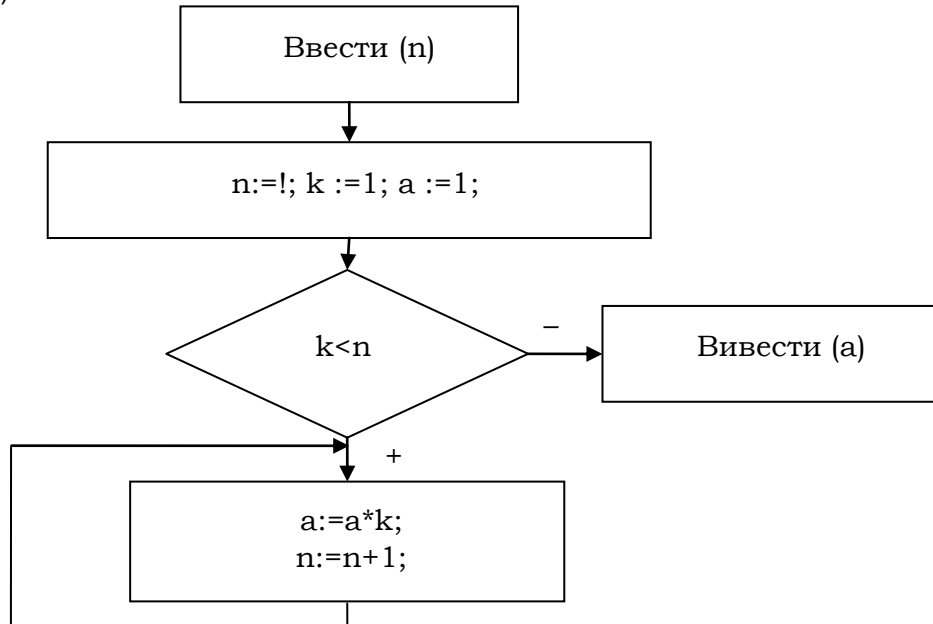 )
Ввести (n)
n:=!; k :=1; a :=1;
k<n
–
Вивести (a)
+
a:=a*k;
n:=n+1;